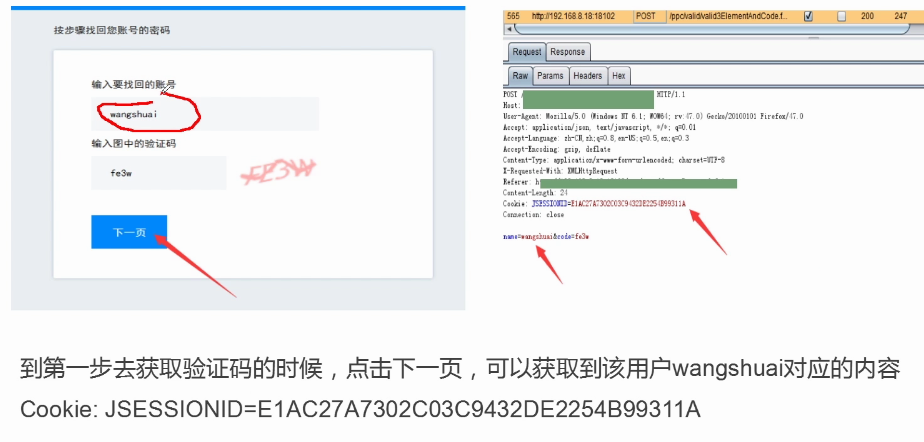 按步骤找回您账号的密码
输入要找回的账号
wangshuai
输入图中的验证码
fe3w
FE3W
下一页
565 http://192.168.8.18:18102 POST /ppc/valid/valid3ElementAndCode.f... 200 247
Request Response
Raw Params Headers Hex
POST / HTTP/1.1
Host:
User-Agent: Mozilla/5.0 (Windows NT 6.1; WOW64; rv:47.0) Gecko/20100101 Firefox/47.0
Accept: application/json, text/javascript, */*; q=0.01
Accept-Language: zh-CN,zh;q=0.8,en-US;q=0.5,en;q=0.3
Accept-Encoding: gzip, deflate
Content-Type: application/x-www-form-urlencoded; charset=UTF-8
X-Requested-With: XMLHttpRequest
Referer: h
Content-Length: 24
Cookie: JSESSIONID=E1AC27A7302C03C9432DE2254B99311A
Connection: close
name=wangshuai&code=fe3w
到第一步去获取验证码的时候，点击下一页，可以获取到该用户wangshuai对应的内容
Cookie: JSESSIONID=E1AC27A7302C03C9432DE2254B99311A